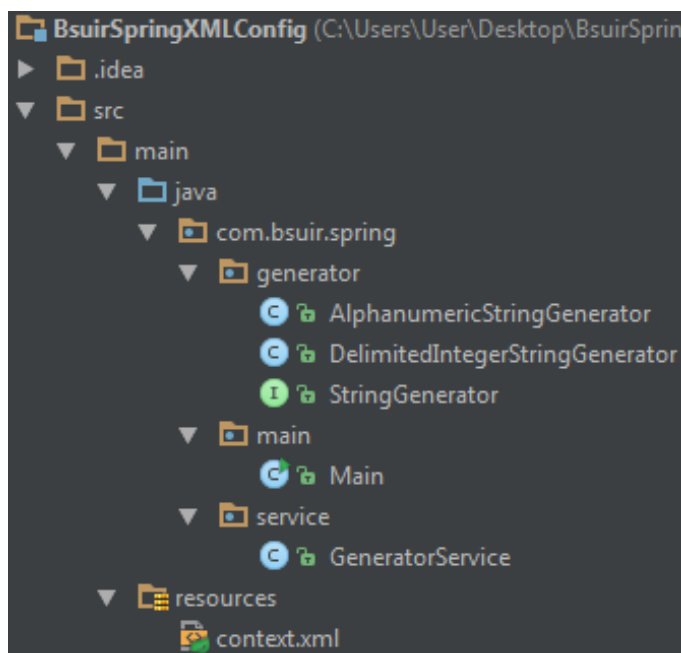 BsuirSpringXMLConfig (C:\Users\User\Desktop\BsuirSprin
.idea
src
main
java
com.bsuir.spring
generator
C AlphanumericStringGenerator
C DelimitedIntegerStringGenerator
I StringGenerator
main
C Main
service
C GeneratorService
resources
context.xml